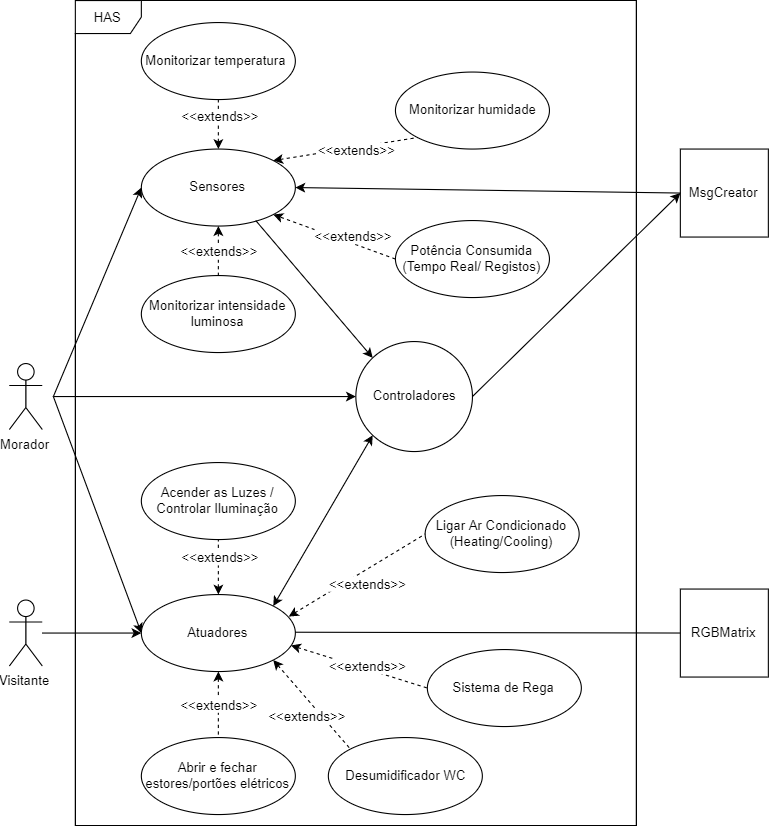 HAS
Monitorizar temperatura
<<extends>>
Monitorizar humidade
<<extends>>
Sensores
MsgCreator
<<extends>>
<<extends>>
Potência Consumida
(Tempo Real/ Registos)
Monitorizar intensidade
luminosa
Controladores
Morador
Acender as Luzes /
Controlar Iluminação
Ligar Ar Condicionado
(Heating/Cooling)
<<extends>>
<<extends>>
Atuadores
RGBMatrix
Visitante
<<extends>>
Sistema de Rega
<<extends>>
<<extends>>
Abrir e fechar
estores/portões elétricos
Desumidificador WC